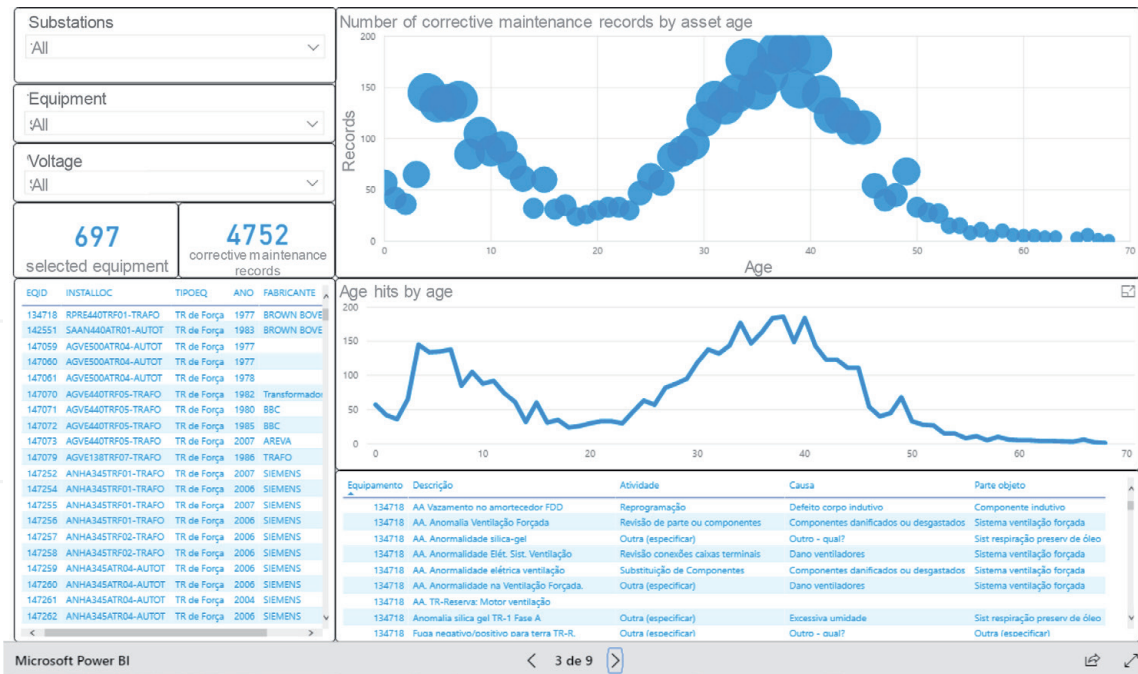 Substations
All
Equipment
All
Voltage
All
697
selected equipment
4752
corrective maintenance
records
Number of corrective maintenance records by asset age
Records
200
150
100
50
0
0 10 20 30 40 50 60 70
Age
EQID INSTALLOC TIPOEQ ANO FABRICANTE
134718 RPRE440TRF01-TRAFO TR de Força 1977 BROWN BOVE
142551 SAAN440ATR01-AUTOT TR de Força 1983 BROWN BOVE
147059 AGVE500ATR04-AUTOT TR de Força 1977
147060 AGVE500ATR04-AUTOT TR de Força 1977
147061 AGVE500ATR04-AUTOT TR de Força 1978
147070 AGVE440TRF05-TRAFO TR de Força 1982 Transformado
147071 AGVE440TRF05-TRAFO TR de Força 1980 BBC
147072 AGVE440TRF05-TRAFO TR de Força 1985 BBC
147073 AGVE440TRF05-TRAFO TR de Força 2007 AREVA
147079 AGVE138TRF07-TRAFO TR de Força 1986 TRAFO
147252 ANHA345TRF01-TRAFO TR de Força 2007 SIEMENS
147254 ANHA345TRF01-TRAFO TR de Força 2006 SIEMENS
147255 ANHA345TRF01-TRAFO TR de Força 2007 SIEMENS
147256 ANHA345TRF01-TRAFO TR de Força 2006 SIEMENS
147257 ANHA345TRF02-TRAFO TR de Força 2006 SIEMENS
147258 ANHA345TRF02-TRAFO TR de Força 2006 SIEMENS
147259 ANHA345ATR04-AUTOT TR de Força 2006 SIEMENS
147260 ANHA345ATR04-AUTOT TR de Força 2006 SIEMENS
147261 ANHA345ATR04-AUTOT TR de Força 2004 SIEMENS
147262 ANHA345ATR04-AUTOT TR de Força 2006 SIEMENS
Age hits by age
200
150
100
50
0
0 10 20 30 40 50 60 70
Equipamento Descrição Atividade Causa Parte objeto
134718 AA Vazamento no amortecedor FDD Reprogramação Defeito corpo indutivo Componente indutivo
134718 AA. Anomalia Ventilação Forçada Revisão de parte ou componentes Componentes danificados ou desgastados Sistema ventilação forçada
134718 AA. Anormalidade silica-gel Outra (especificar) Outro - qual? Sist respiração preserv de óleo
134718 AA. Anormalidade Elét. Sist. Ventilação Revisão conexões caixas terminais Dano ventiladores Sistema ventilação forçada
134718 AA. Anormalidade elétrica ventilação Substituição de Componentes Componentes danificados ou desgastados Sistema ventilação forçada
134718 AA. Anormalidade na Ventilação Forçada. Outra (especificar) Dano ventiladores Sistema ventilação forçada
134718 AA. TR-Reserva: Motor ventilação
134718 Anomalia silica gel TR-1 Fase A Outra (especificar) Excessiva umidade Sist respiração preserv de óleo
134718 Fuga negativo/positivo para terra TR-R. Outra (especificar) Outro - qual? Outra (especificar)
Microsoft Power BI
3 de 9